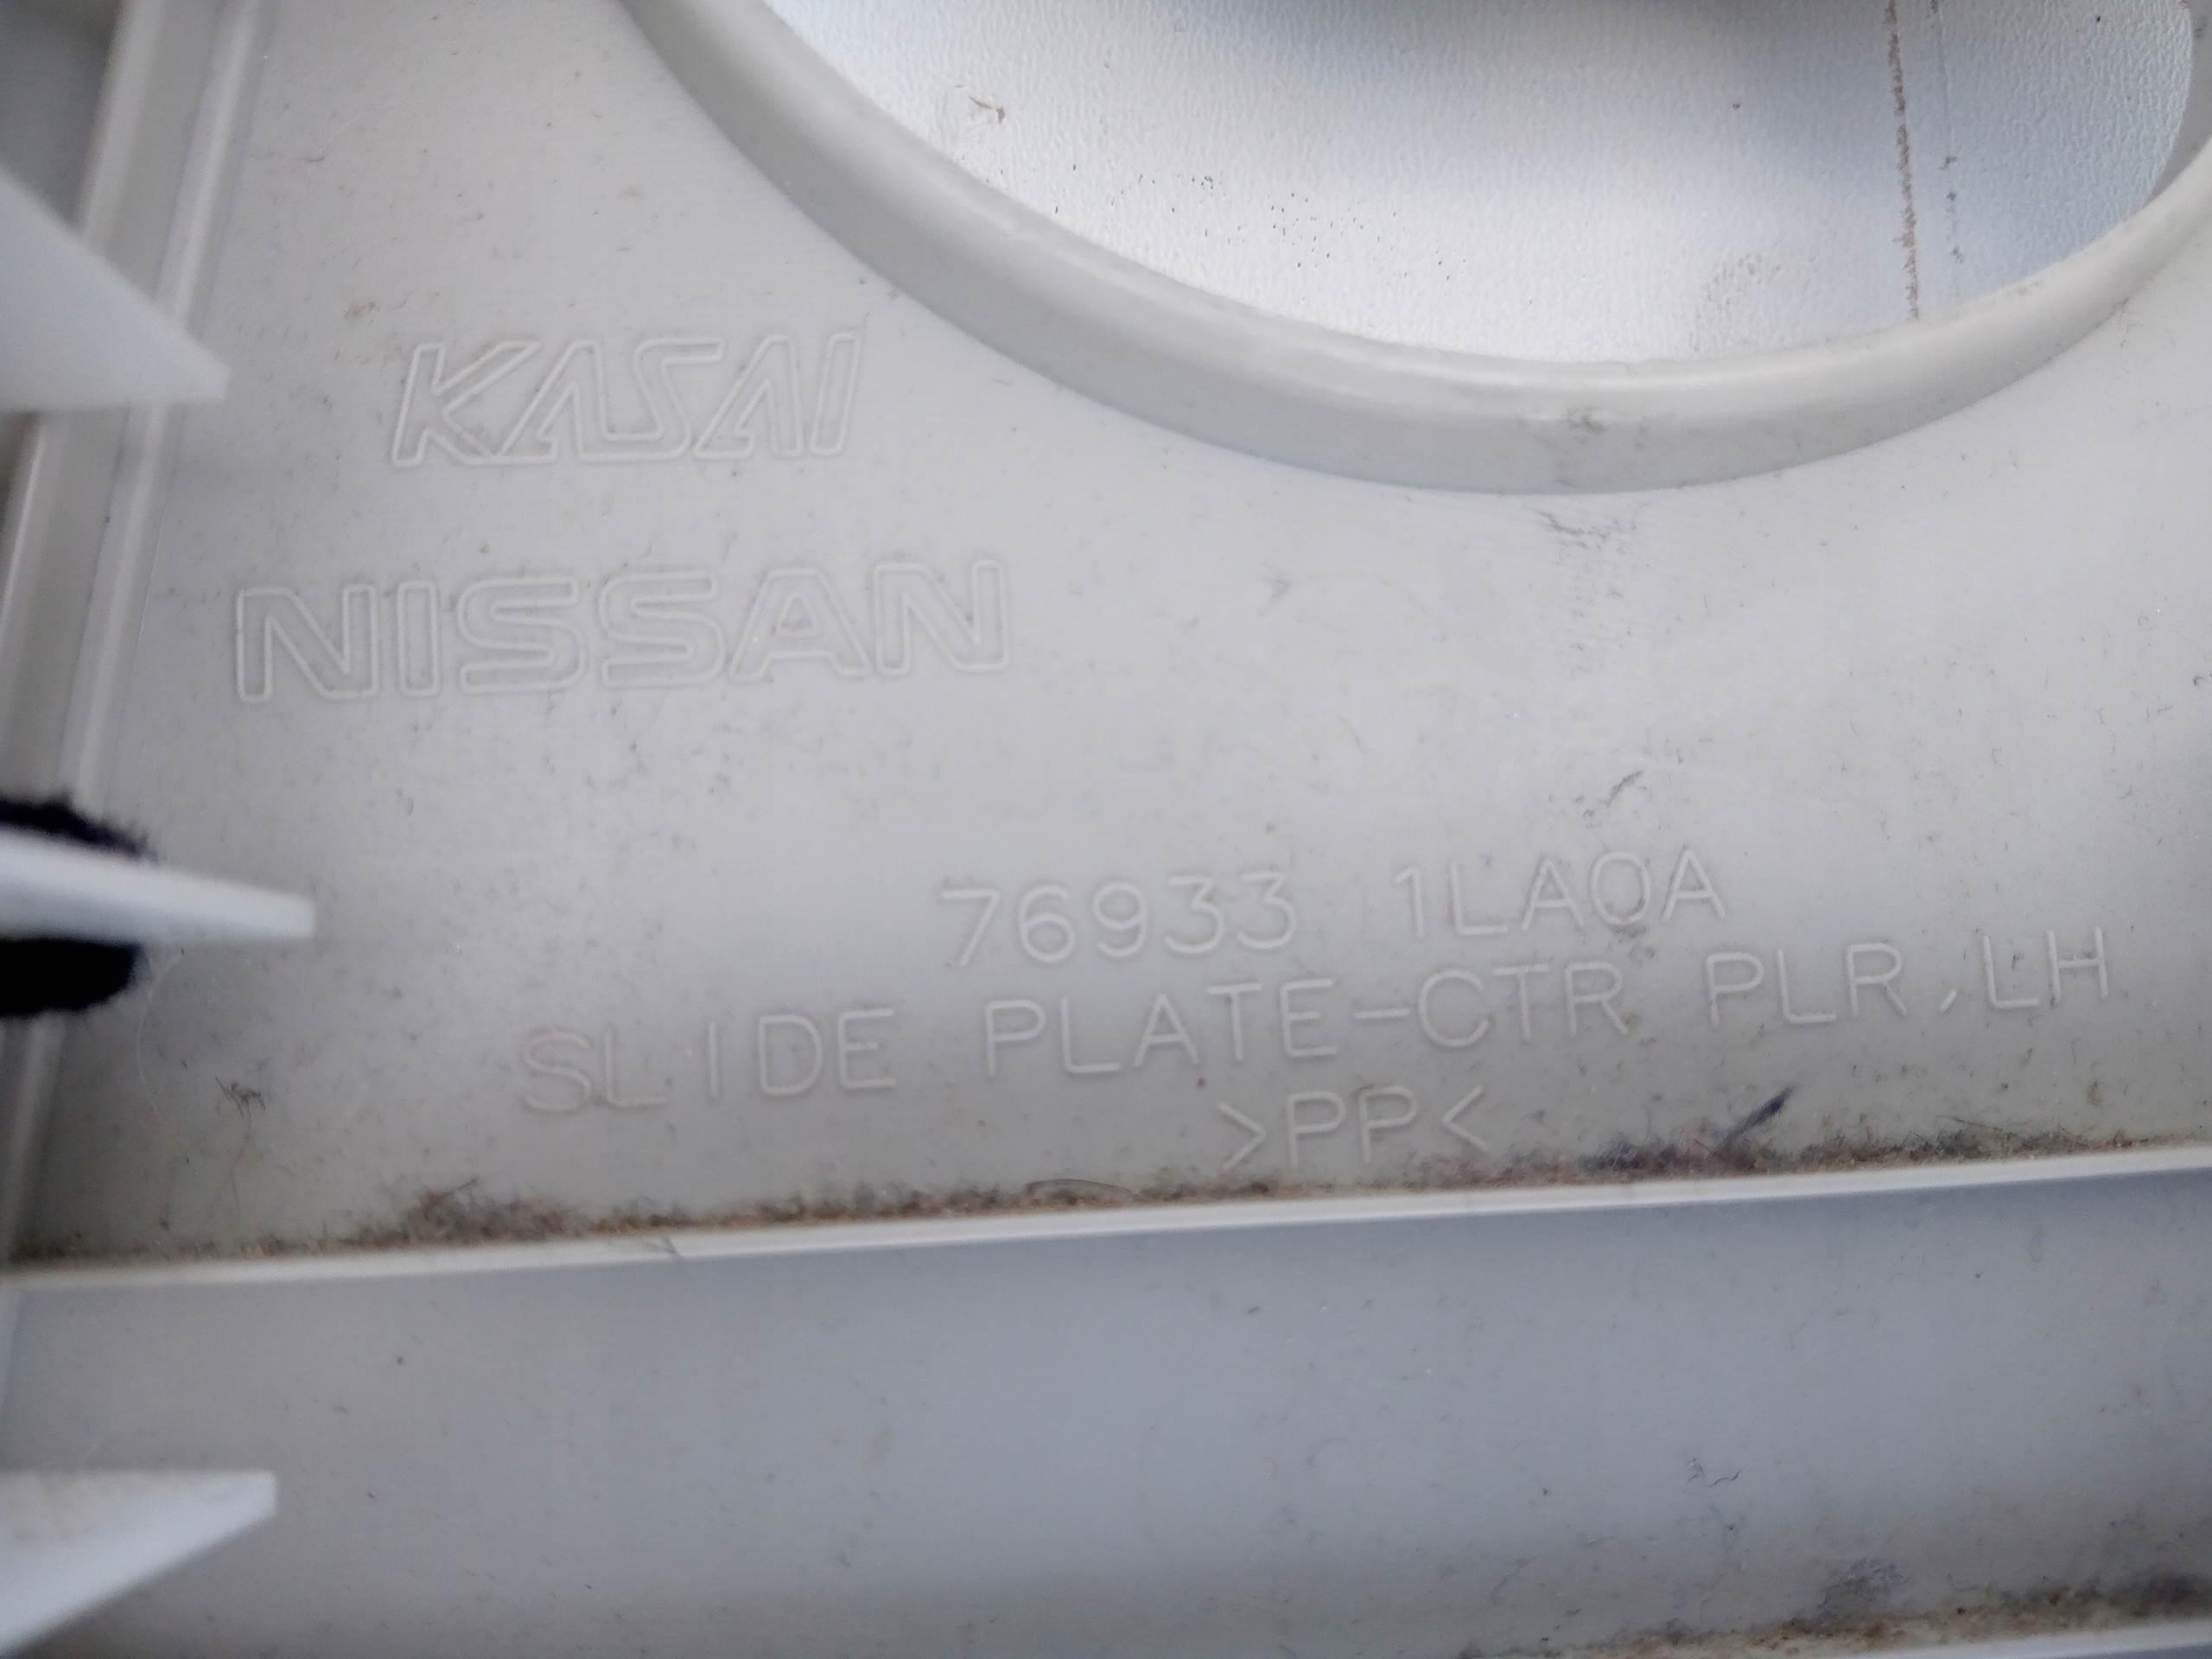 KASAI
NISSAN
76933 1LA0A
SLIDE PLATE-CTR PLR,LH
>PP<